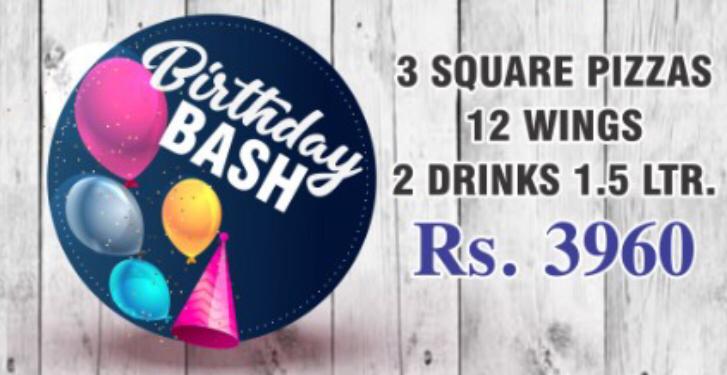 Birthday
BASH
3 SQUARE PIZZAS
12 WINGS
2 DRINKS 1.5 LTR.
Rs. 3960